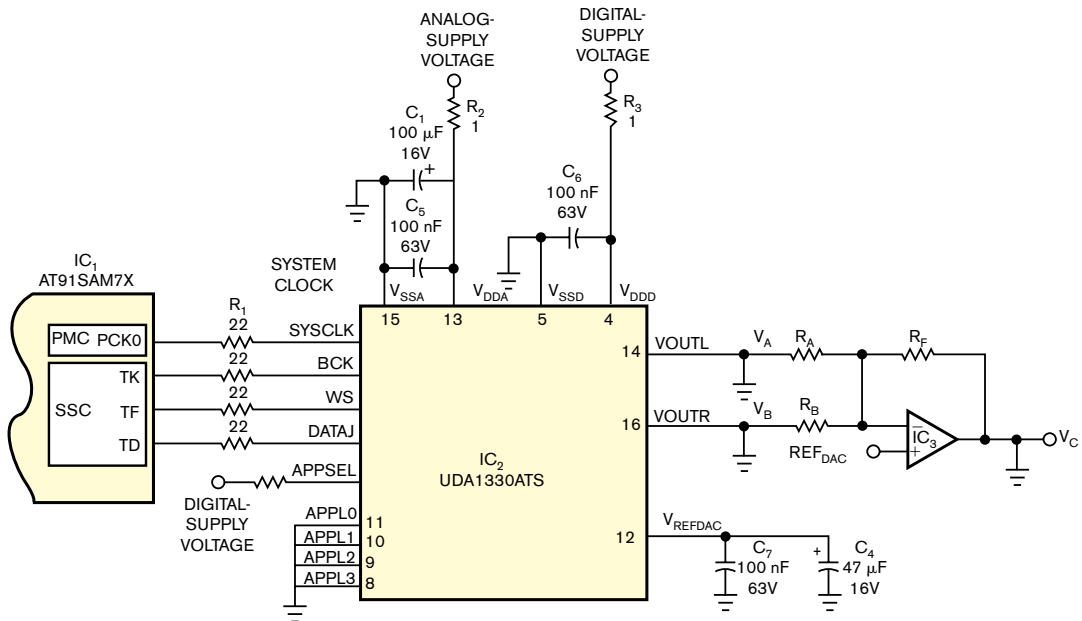 ANALOG-
SUPPLY
VOLTAGE
DIGITAL-
SUPPLY
VOLTAGE
R2
1
R3
1
C1
100 µF
16V
+
C5
100 nF
63V
C6
100 nF
63V
SYSTEM
CLOCK
VSSA
VDDA
VSSD
VDDD
15
13
5
4
IC1
AT91SAM7X
PMC PCK0
SSC
TK
TF
TD
R1
22
22
22
22
SYSCLK
BCK
WS
DATAJ
APPSEL
DIGITAL-
SUPPLY
VOLTAGE
APPL0
APPL1
APPL2
APPL3
11
10
9
8
IC2
UDA1330ATS
14
16
12
VOUTL
VA
RA
RF
VOUTR
VB
RB
REFDAC
−
+
IC3
VC
VREFDAC
C7
100 nF
63V
+
C4
47 µF
16V